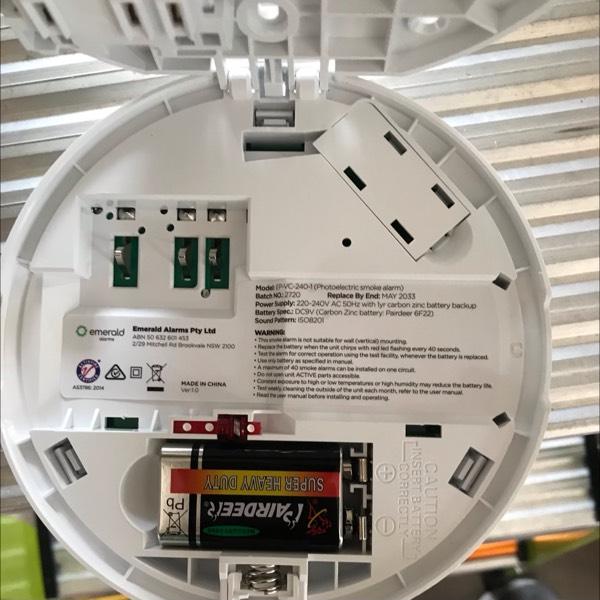 Model: EP-VC-240-1 (Photoelectric smoke alarm)
Batch NO.: 2720 Replace By End: MAY 2033
Power Supply: 220-240V AC 50Hz with 1yr carbon zinc battery backup
Battery Spec.: DC9V (Carbon Zinc battery: Pairdeer 6F22)
Sound Pattern: ISO8201
emerald
alarms
Emerald Alarms Pty Ltd
ABN 50 632 601 453
2/29 Mitchell Rd Brookvale NSW 2100
AS3786: 2014
MADE IN CHINA
Ver:1.0
WARNING:
• This smoke alarm is not suitable for wall (vertical) mounting.
• Replace the battery when the unit chirps with red led flashing every 40 seconds.
• Test the alarm for correct operation using the test facility, whenever the battery is replaced.
• Use only battery as specified in manual.
• A maximum of 40 smoke alarms can be installed on one circuit.
• Do not open unit. ACTIVE parts accessible.
• Constant exposure to high or low temperatures or high humidity may reduce the battery life.
• Test weekly, cleaning the outside of the unit each month, refer to the user manual.
• Read the user manual before installing and operating.
SUPER HEAVY DUTY
PAIRDEER
Pb
CAUTION
INSERT BATTERY
CORRECTLY